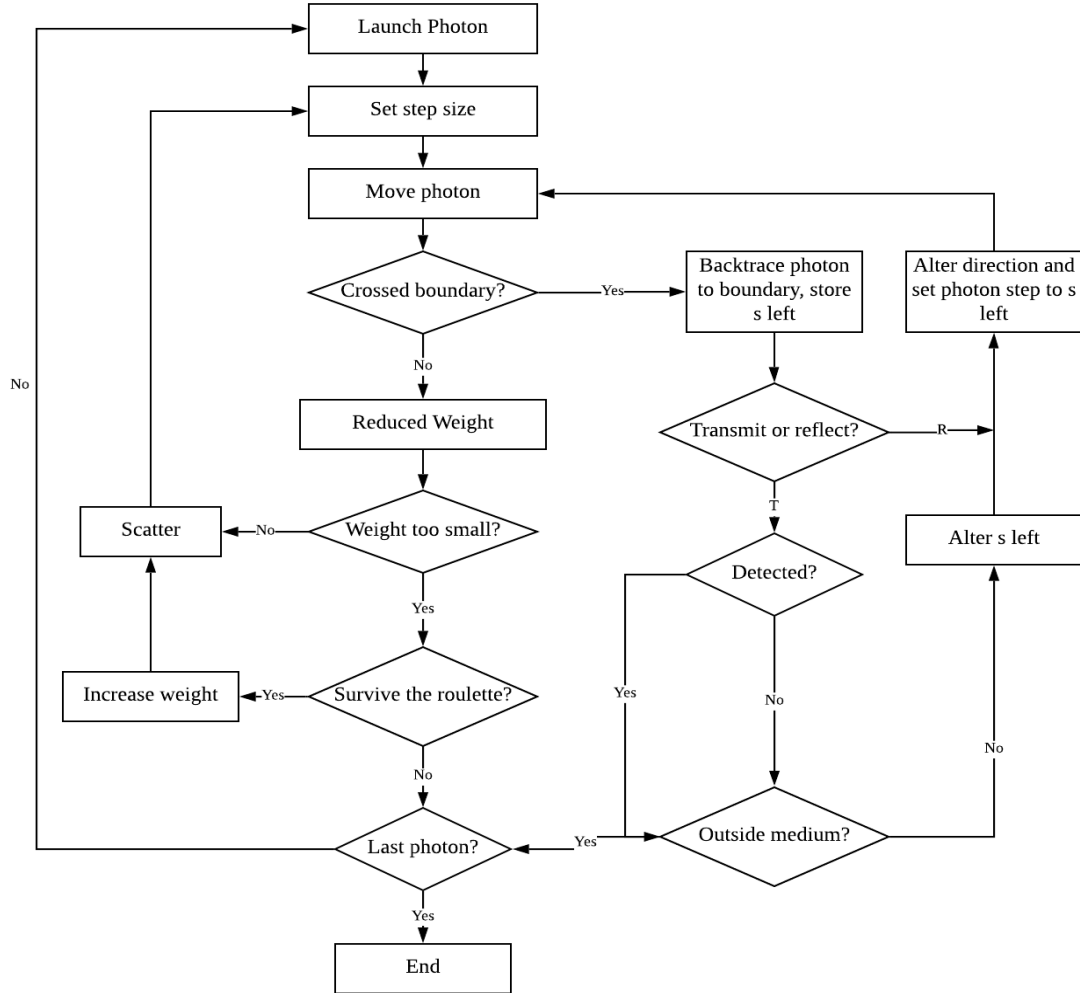 Launch Photon
Set step size
Move photon
Crossed boundary?
Yes
Backtrace photon
to boundary, store
s left
Alter direction and
set photon step to s
left
No
No
Reduced Weight
Transmit or reflect?
R
T
Scatter
No
Weight too small?
Alter s left
Detected?
Yes
Increase weight
Yes
Survive the roulette?
Yes
No
No
No
Last photon?
Yes
Outside medium?
Yes
End